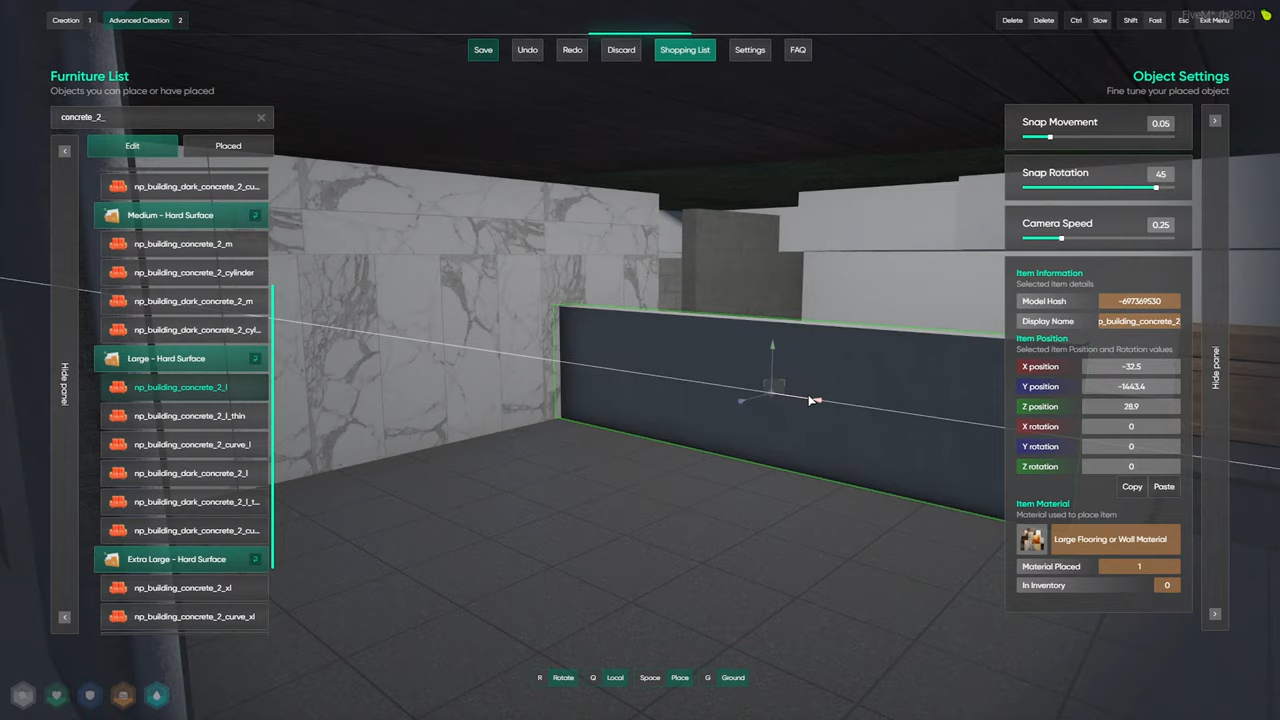 Creation 1 Advanced Creation 2
FiveM* (b2802)
Delete Delete Ctrl Slow Shift Fast Esc Exit Menu
Save Undo Redo Discard Shopping List Settings FAQ
Furniture List
Objects you can place or have placed
concrete_2_
Edit Placed
Hide panel
np_building_dark_concrete_2_cu...
Medium - Hard Surface
np_building_concrete_2_m
np_building_concrete_2_cylinder
np_building_concrete_2_m
np_building_concrete_2_cyl...
Large - Hard Surface
np_building_concrete_2_l
np_building_concrete_2_l_thin
np_building_concrete_2_curve_l
np_building_dark_concrete_2_l
np_building_dark_concrete_2_l_t...
np_building_dark_concrete_2_cu...
Extra Large - Hard Surface
np_building_concrete_2_xl
np_building_concrete_2_curve_xl
Object Settings
Fine tune your placed object
Snap Movement 0.05
Snap Rotation 45
Camera Speed 0.25
Item Information
Selected item details
Model Hash -697369530
Display Name p_building_concrete_2
Item Position
Selected item Position and Rotation values
X position -32.5
Y position -1443.4
Z position 28.9
X rotation 0
Y rotation 0
Z rotation 0
Copy Paste
Item Material
Material used to place item
Large Flooring or Wall Material
Material Placed 1
In Inventory 0
Hide panel
R Rotate Q Local Space Place G Ground